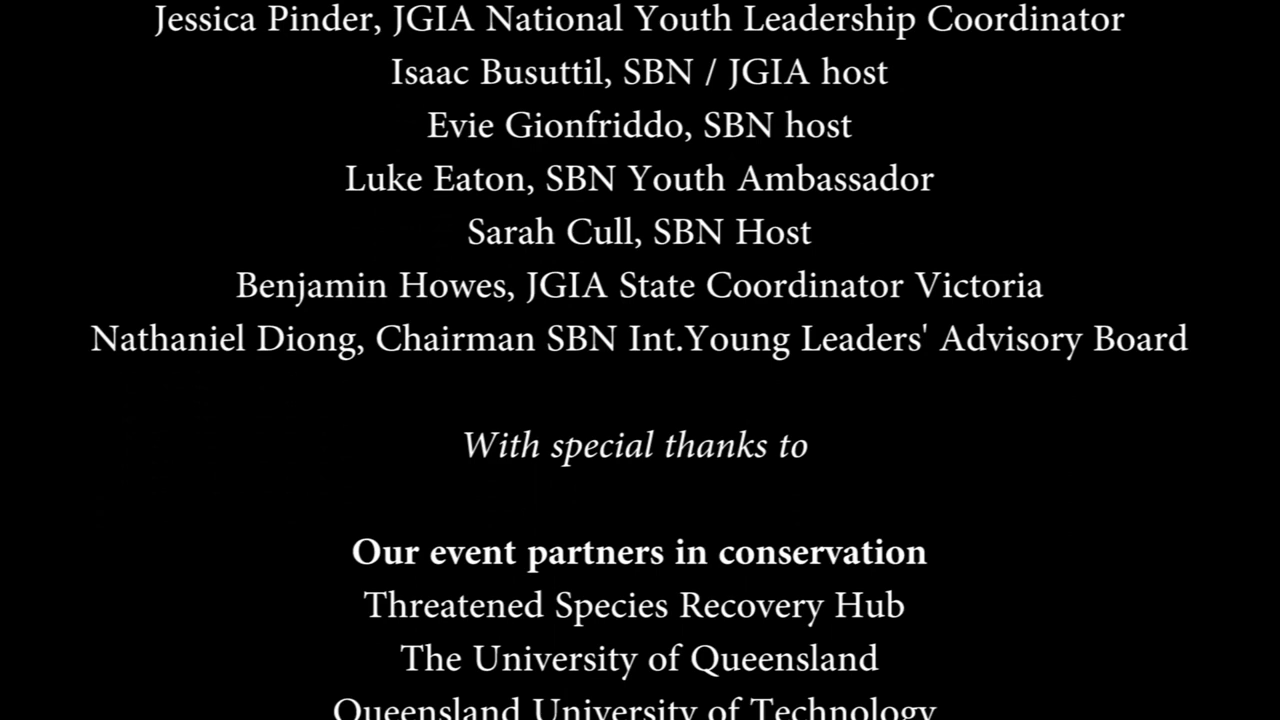 Jessica Pinder, JGIA National Youth Leadership Coordinator
Isaac Busuttil, SBN / JGIA host
Evie Gionfriddo, SBN host
Luke Eaton, SBN Youth Ambassador
Sarah Cull, SBN Host
Benjamin Howes, JGIA State Coordinator Victoria
Nathaniel Diong, Chairman SBN Int.Young Leaders' Advisory Board
With special thanks to
Our event partners in conservation
Threatened Species Recovery Hub
The University of Queensland
Queensland University of Technology